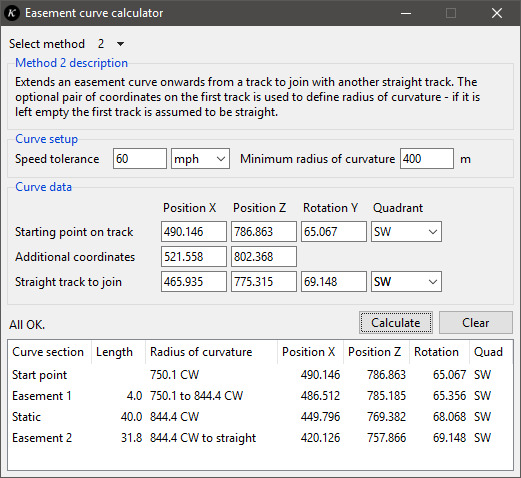 K Easement curve calculator
Select method 2
Method 2 description
Extends an easement curve onwards from a track to join with another straight track. The
optional pair of coordinates on the first track is used to define radius of curvature - if it is
left empty the first track is assumed to be straight.
Curve setup
Speed tolerance 60 mph Minimum radius of curvature 400 m
Curve data
Position X Position Z Rotation Y Quadrant
Starting point on track 490.146 786.863 65.067 SW
Additional coordinates 521.558 802.368
Straight track to join 465.935 775.315 69.148 SW
All OK. Calculate Clear
Curve section Length Radius of curvature Position X Position Z Rotation Quad
Start point 750.1 CW 490.146 786.863 65.067 SW
Easement 1 4.0 750.1 to 844.4 CW 486.512 785.185 65.356 SW
Static 40.0 844.4 CW 449.796 769.382 68.068 SW
Easement 2 31.8 844.4 CW to straight 420.126 757.866 69.148 SW